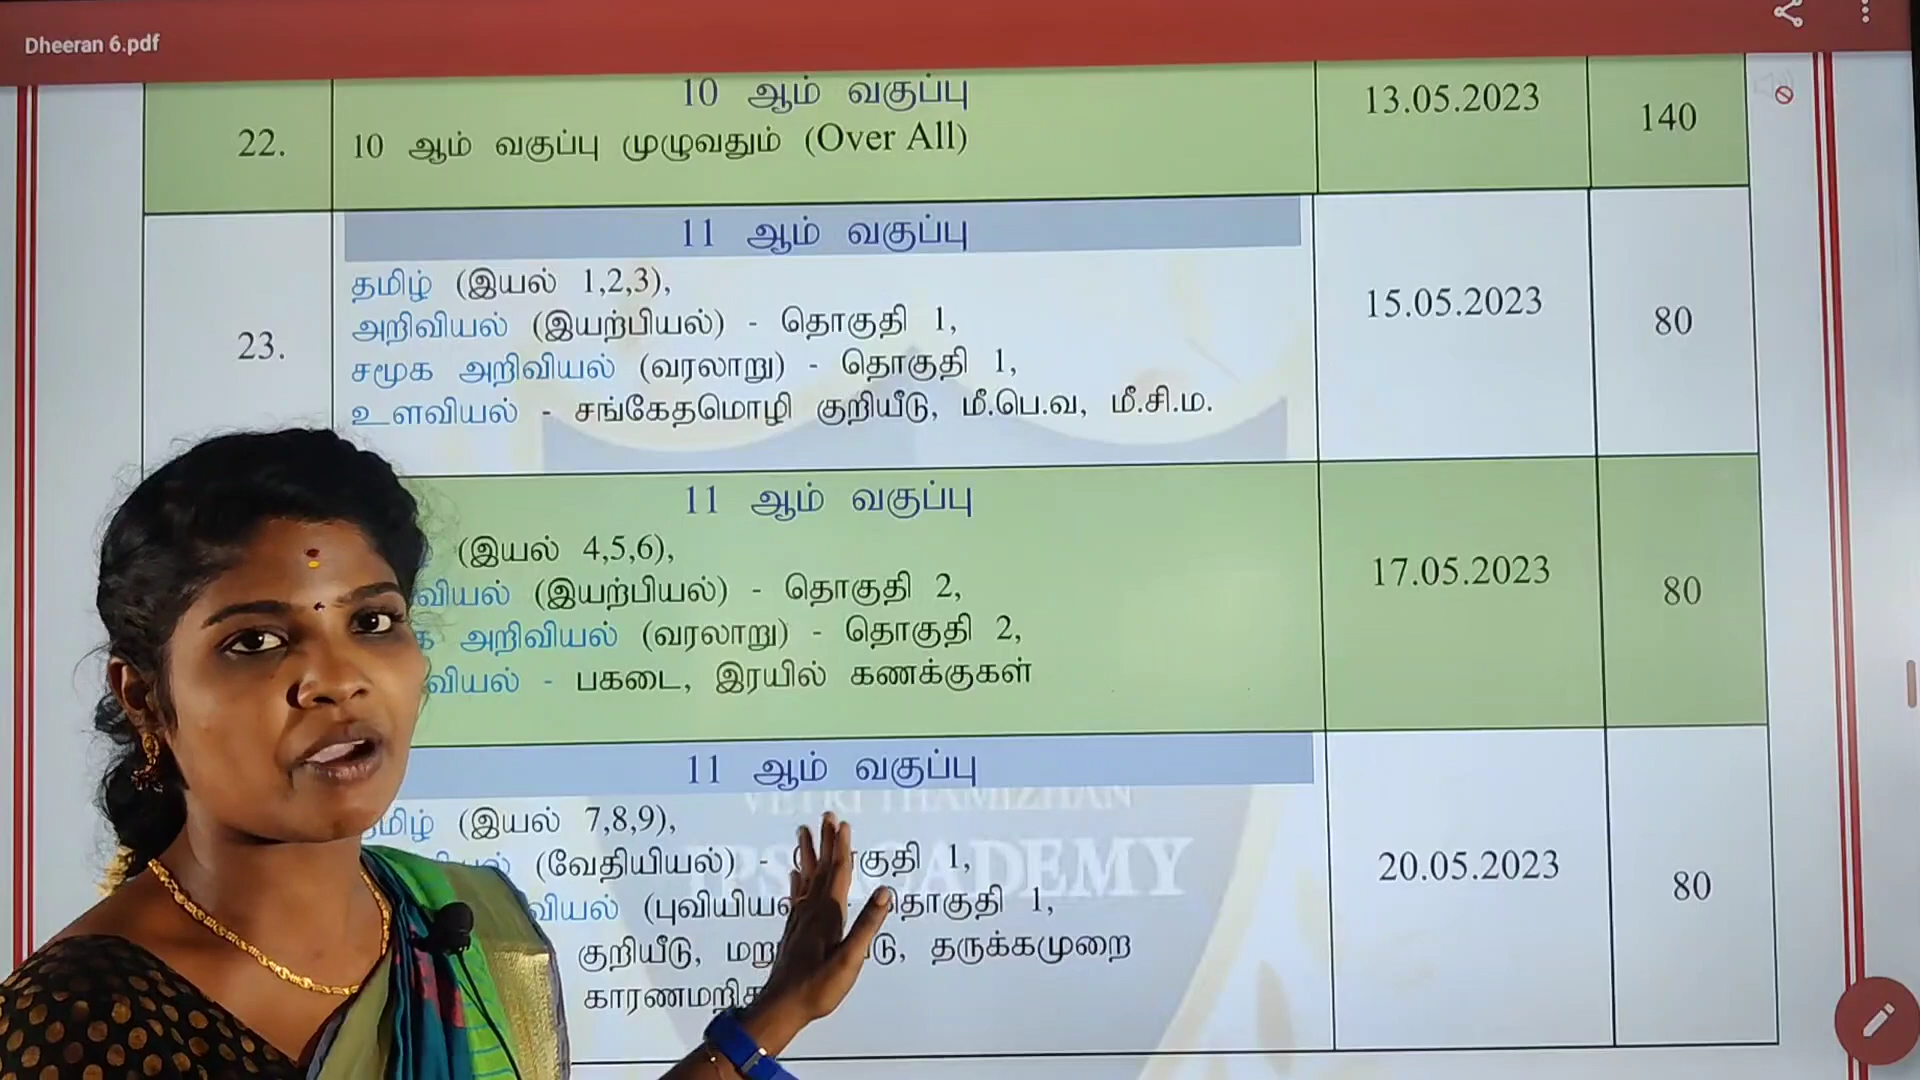 Dheeran 6.pdf
10 ஆம் வகுப்பு
22.
10 ஆம் வகுப்பு முழுவதும் (Over All)
13.05.2023
140
11 ஆம் வகுப்பு
23.
தமிழ் (இயல் 1,2,3),
அறிவியல் (இயற்பியல்) - தொகுதி 1,
சமூக அறிவியல் (வரலாறு) - தொகுதி 1,
உளவியல் - சங்கேதமொழி குறியீடு, மீ.பெ.வ, மீ.சி.ம.
15.05.2023
80
11 ஆம் வகுப்பு
(இயல் 4,5,6),
வியல் (இயற்பியல்) - தொகுதி 2,
க அறிவியல் (வரலாறு) - தொகுதி 2,
வியல் - பகடை, இரயில் கணக்குகள்
17.05.2023
80
11 ஆம் வகுப்பு
VETRI THAMIZHAN
தமிழ் (இயல் 7,8,9),
(வேதியியல்) - குதி 1,
ACADEMY
வியல் - தொகுதி 1,
குறியீடு, டு, தருக்கமுறை
20.05.2023
80